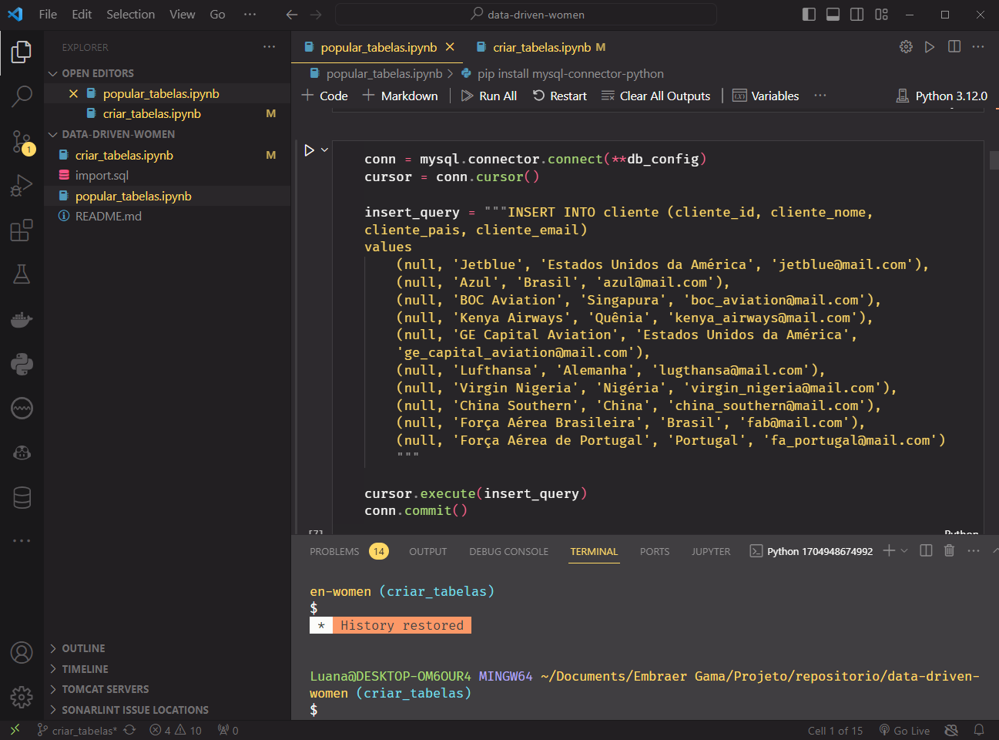 File Edit Selection View Go ··· data-driven-women
EXPLORER ···
OPEN EDITORS
popular_tabelas.ipynb
criar_tabelas.ipynb M
DATA-DRIVEN-WOMEN
criar_tabelas.ipynb M
import.sql
popular_tabelas.ipynb
README.md
OUTLINE
TIMELINE
TOMCAT SERVERS
SONARLINT ISSUE LOCATIONS
1
popular_tabelas.ipynb criar_tabelas.ipynb M
popular_tabelas.ipynb > pip install mysql-connector-python
+ Code + Markdown Run All Restart Clear All Outputs Variables ··· Python 3.12.0
conn = mysql.connector.connect(**db_config)
cursor = conn.cursor()
insert_query = """INSERT INTO cliente (cliente_id, cliente_nome,
cliente_pais, cliente_email)
values
(null, 'Jetblue', 'Estados Unidos da América', 'jetblue@mail.com'),
(null, 'Azul', 'Brasil', 'azul@mail.com'),
(null, 'BOC Aviation', 'Singapura', 'boc_aviation@mail.com'),
(null, 'Kenya Airways', 'Quênia', 'kenya_airways@mail.com'),
(null, 'GE Capital Aviation', 'Estados Unidos da América',
'ge_capital_aviation@mail.com'),
(null, 'Lufthansa', 'Alemanha', 'lugthansa@mail.com'),
(null, 'Virgin Nigeria', 'Nigéria', 'virgin_nigeria@mail.com'),
(null, 'China Southern', 'China', 'china_southern@mail.com'),
(null, 'Força Aérea Brasileira', 'Brasil', 'fab@mail.com'),
(null, 'Força Aérea de Portugal', 'Portugal', 'fa_portugal@mail.com')
"""
cursor.execute(insert_query)
conn.commit()
[7] Python
PROBLEMS 14 OUTPUT DEBUG CONSOLE TERMINAL PORTS JUPYTER Python 1704948674992
en-women (criar_tabelas)
$
* History restored
Luana@DESKTOP-OM6OUR4 MINGW64 ~/Documents/Embraer Gama/Projeto/repositorio/data-driven-
women (criar_tabelas)
$
criar_tabelas* 4 10 0 Cell 1 of 15 Go Live